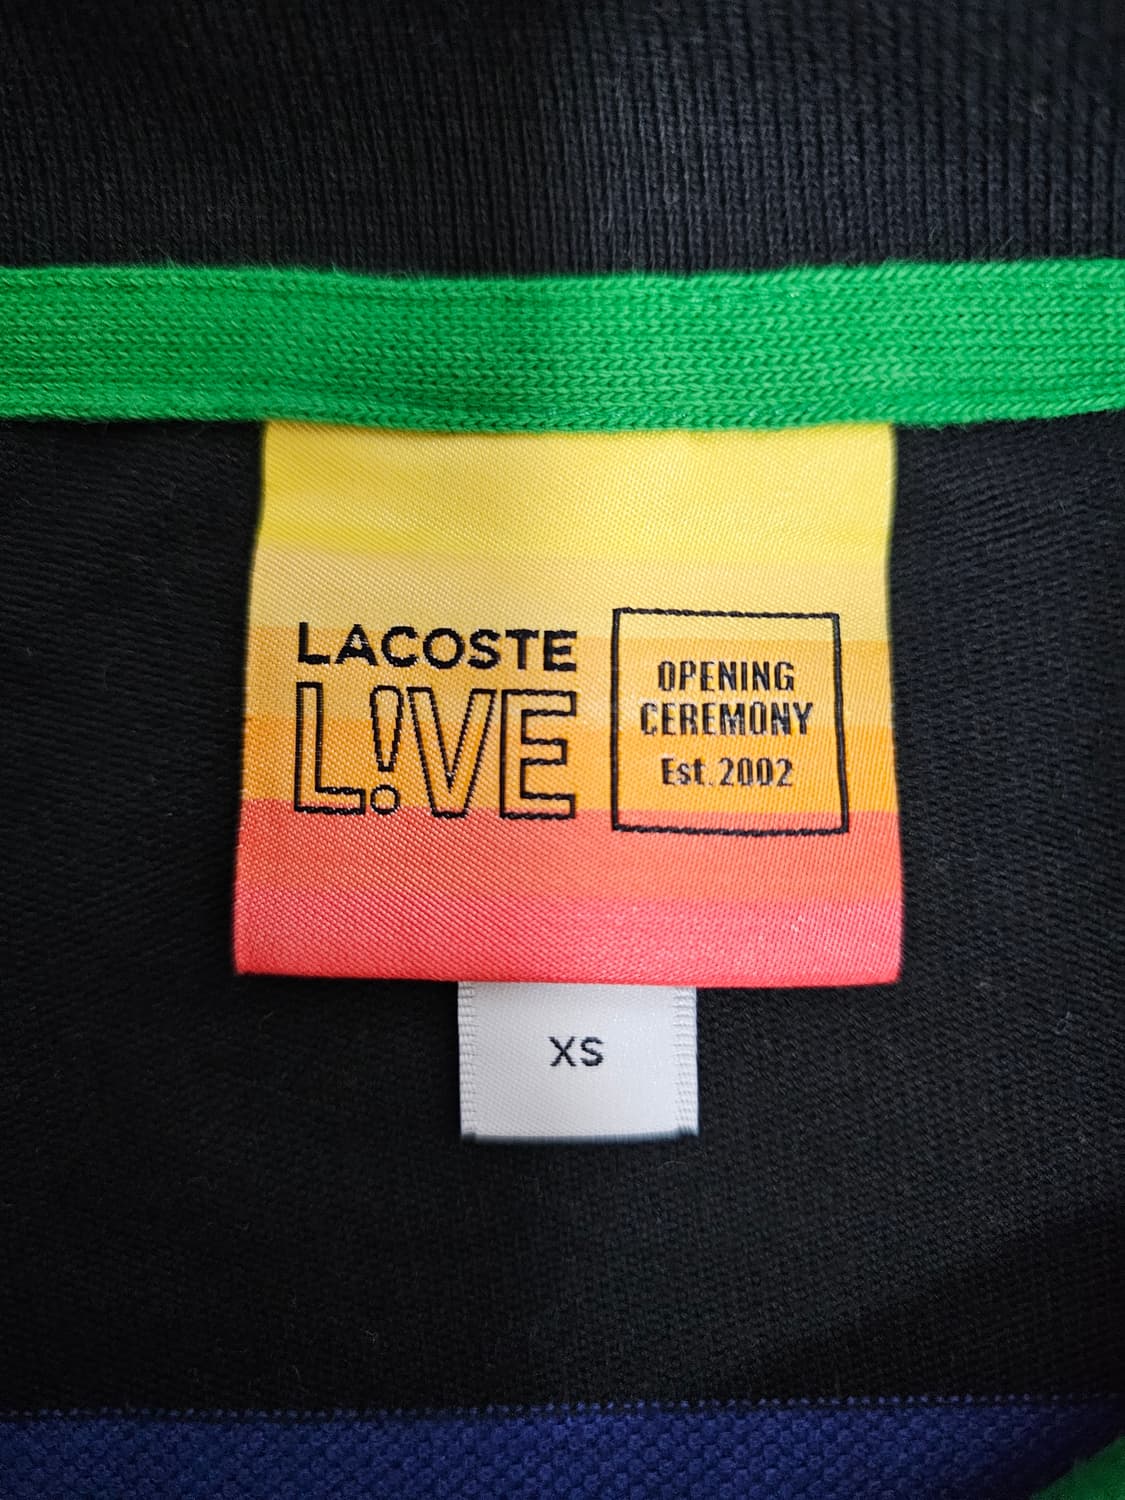 LACOSTE
L!VE
OPENING
CEREMONY
Est. 2002
XS